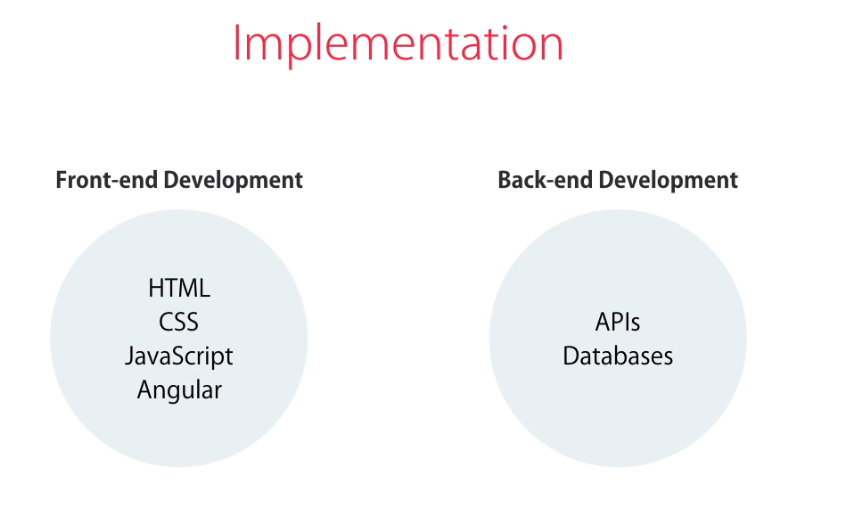 Implementation
Front-end Development
HTML
CSS
JavaScript
Angular
Back-end Development
APIs
Databases